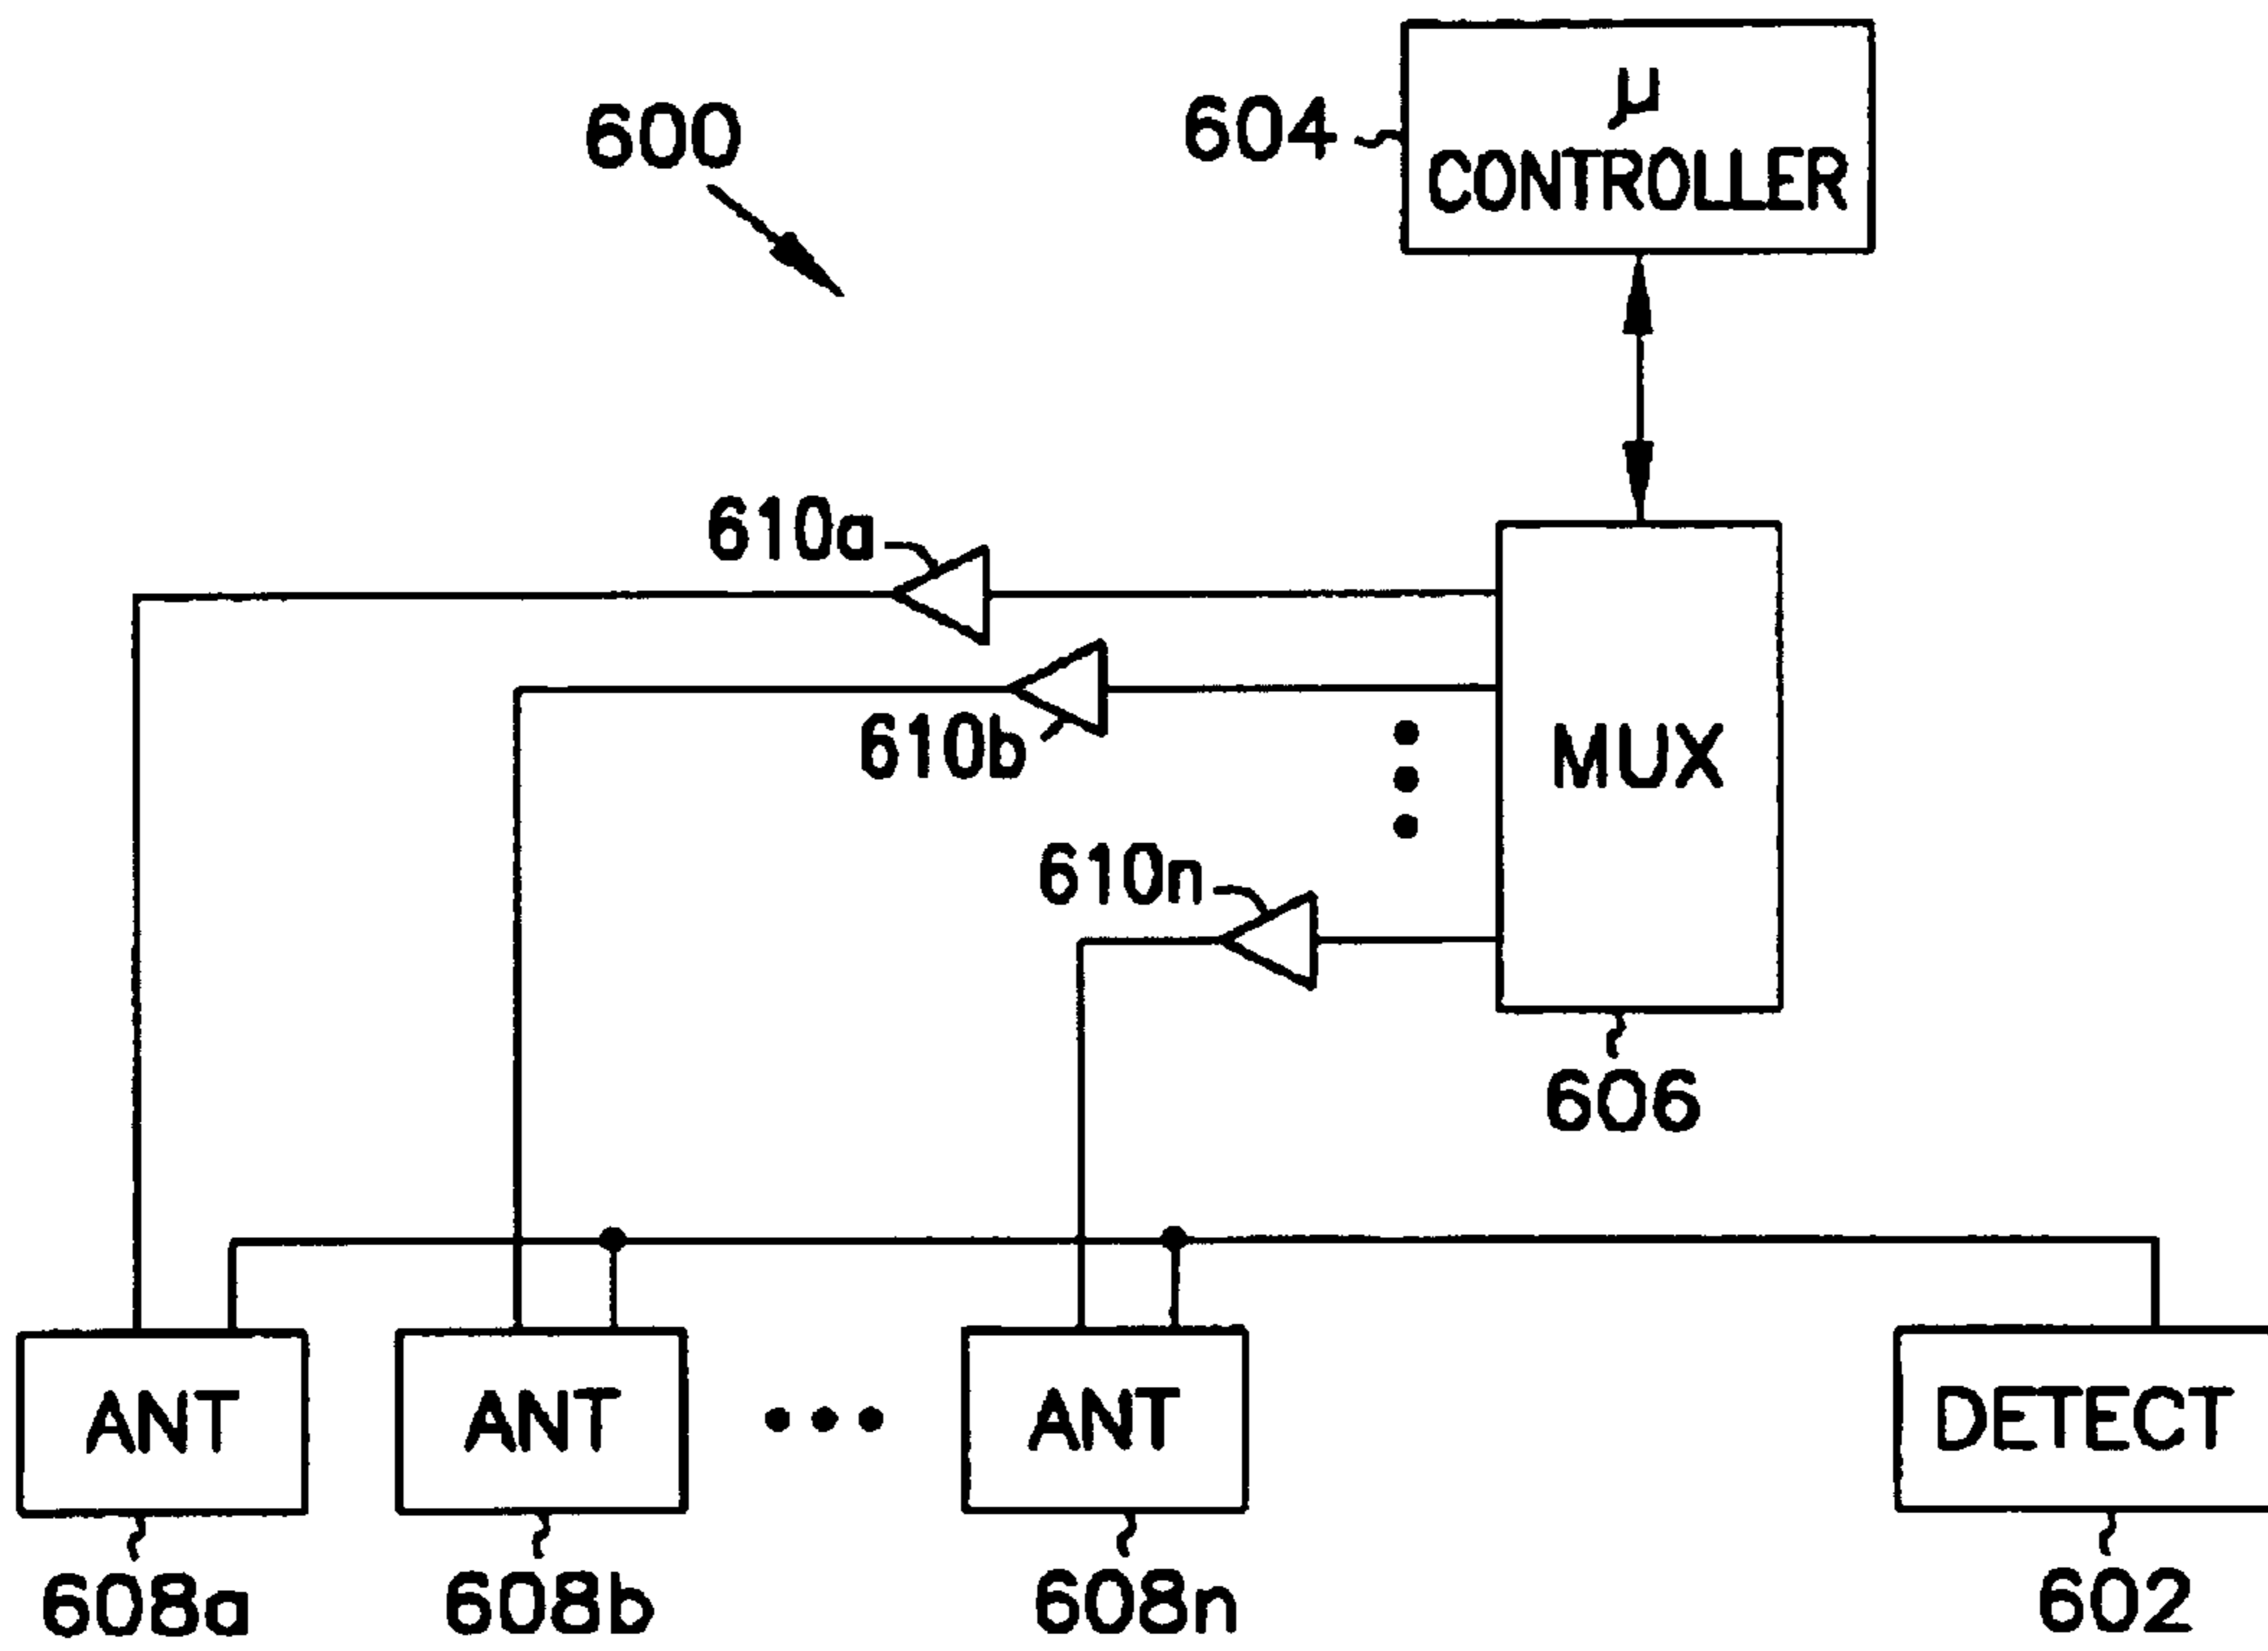 600
604
µ
CONTROLLER
610a
610b
MUX
610n
606
ANT
ANT
ANT
DETECT
608a
608b
608n
602